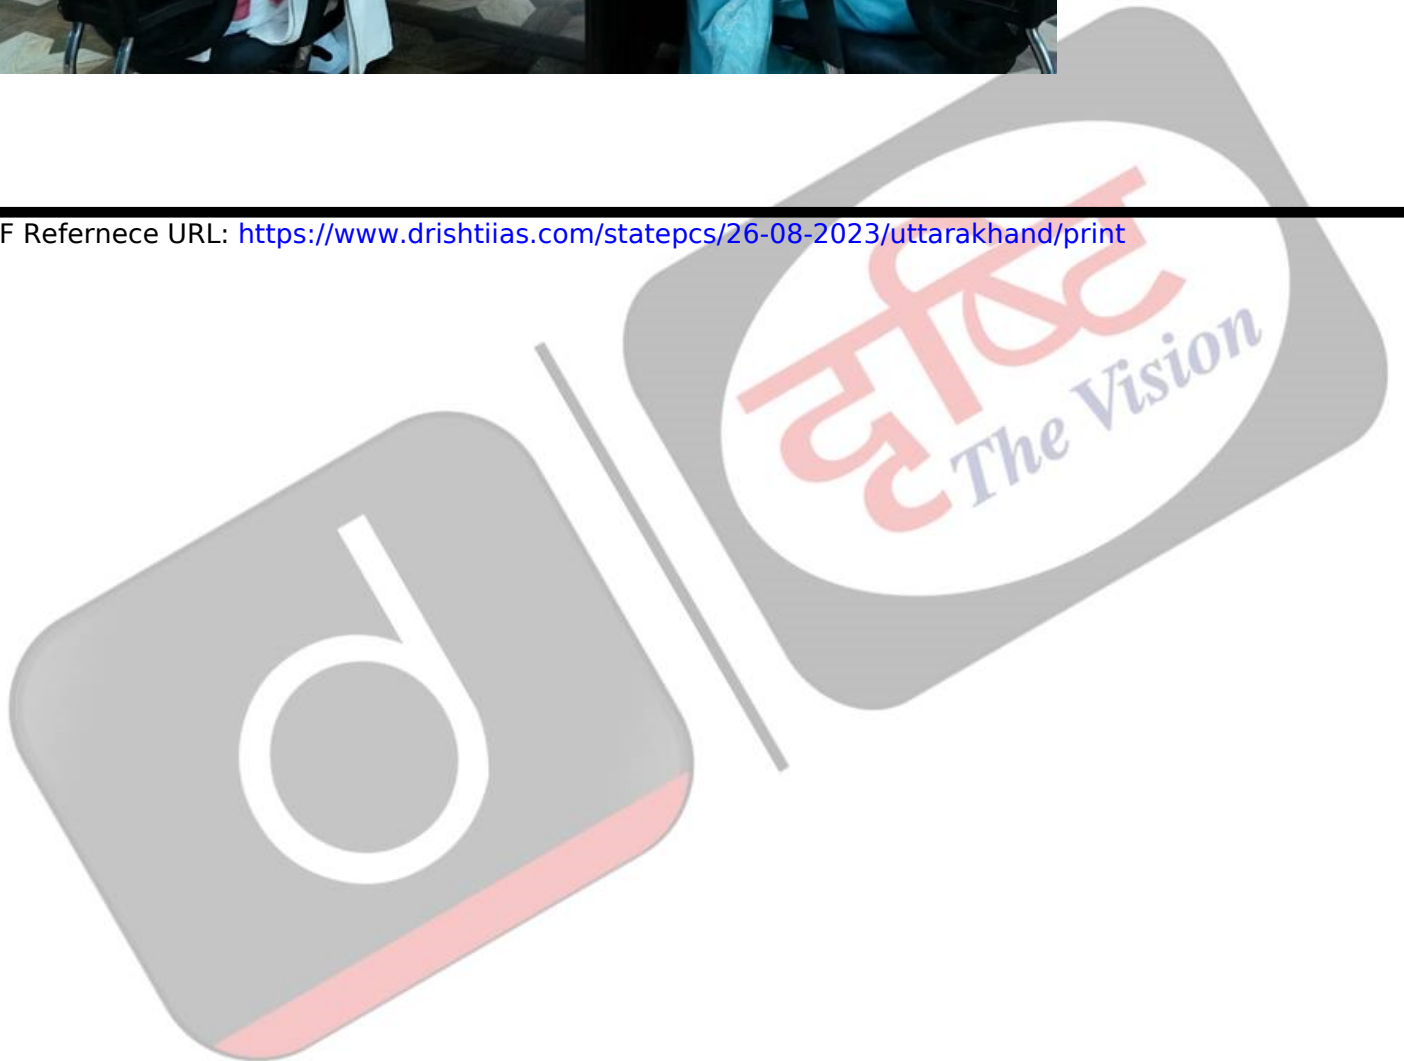 F Refernece URL: https://www.drishtiias.com/statepcs/26-08-2023/uttarakhand/print
दृष्टि
The Vision
d